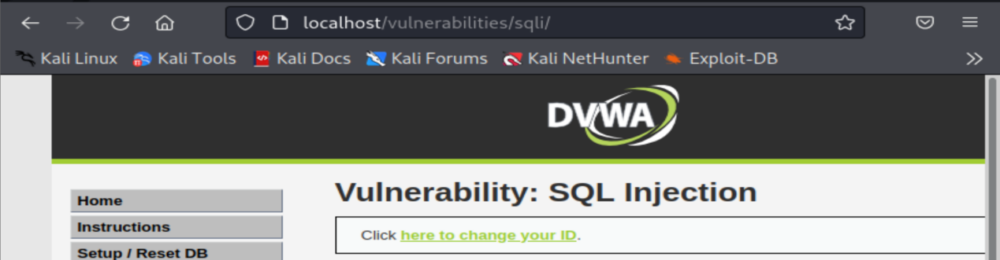 localhost/vulnerabilities/sqli/
Kali Linux Kali Tools Kali Docs Kali Forums Kali NetHunter Exploit-DB
DVWA
Vulnerability: SQL Injection
Home
Click here to change your ID.
Instructions
Setup / Reset DB